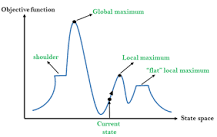 Objective function
Global maximum
shoulder
Local maximum
"flat" local maximum
State space
Current
state